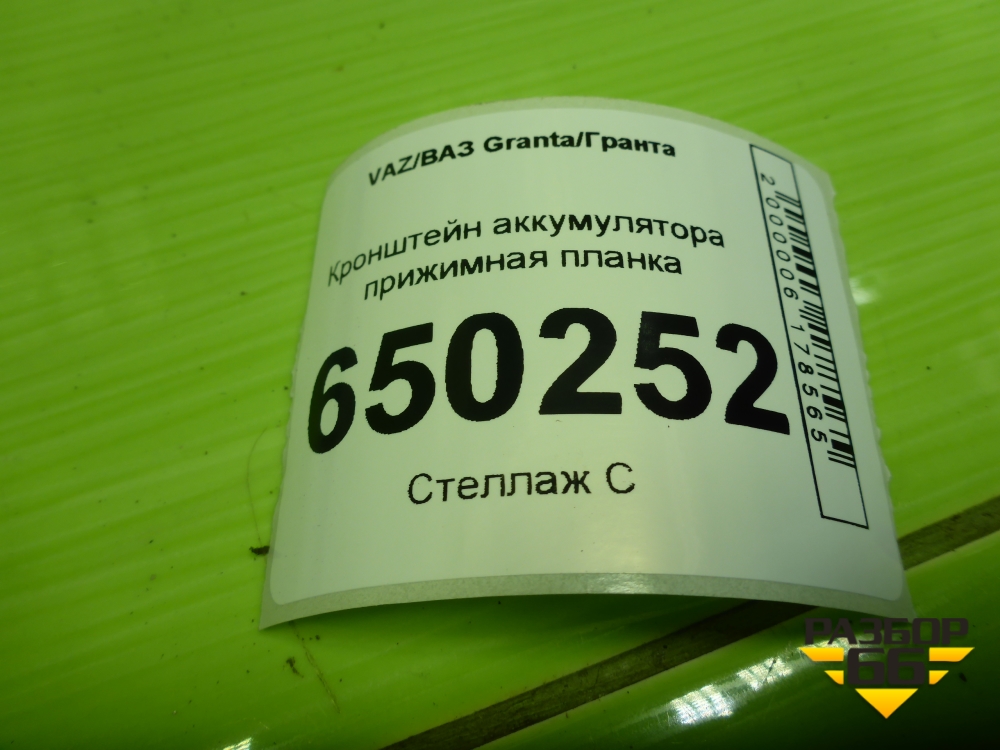 VAZ/ВАЗ Granta/Гранта
Кронштейн аккумулятора
прижимная планка
650252
Стеллаж С
2000006178565
РАЗБОР
66